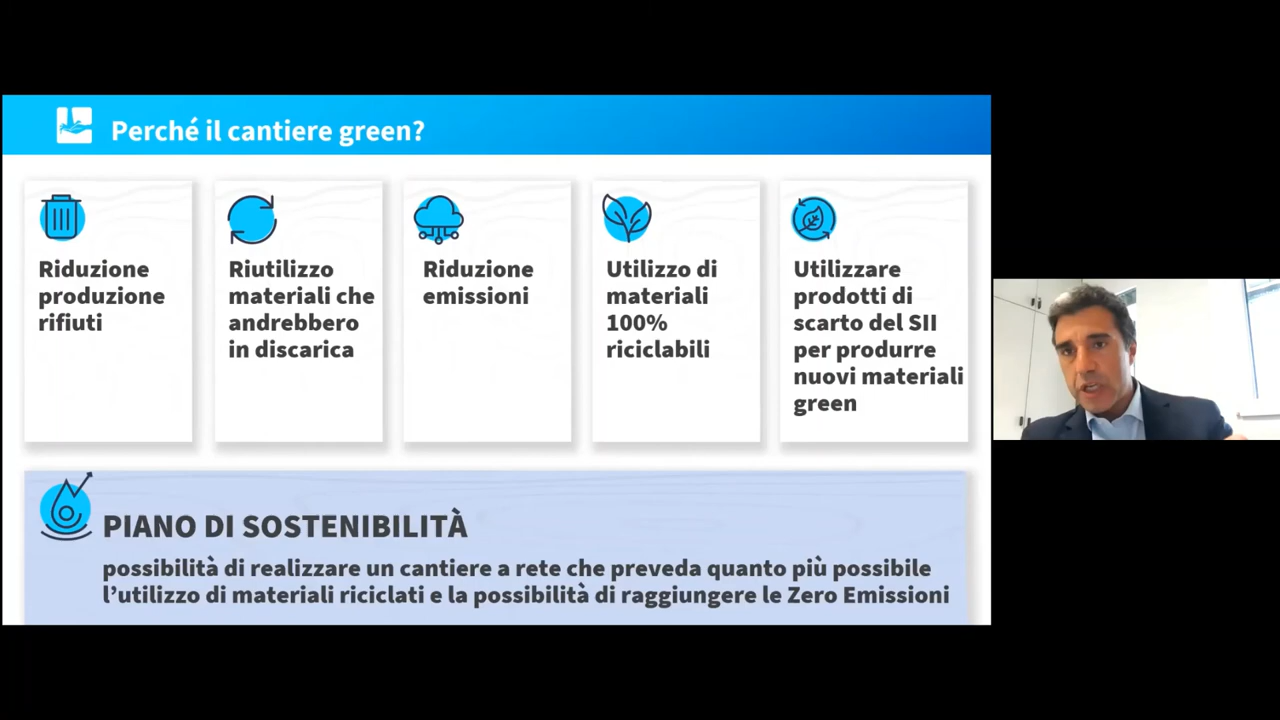 Perché il cantiere green?
Riduzione
produzione
rifiuti
Riutilizzo
materiali che
andrebbero
in discarica
Riduzione
emissioni
Utilizzo di
materiali
100%
riciclabili
Utilizzare
prodotti di
scarto del SII
per produrre
nuovi materiali
green
PIANO DI SOSTENIBILITÀ
possibilità di realizzare un cantiere a rete che preveda quanto più possibile
l’utilizzo di materiali riciclati e la possibilità di raggiungere le Zero Emissioni